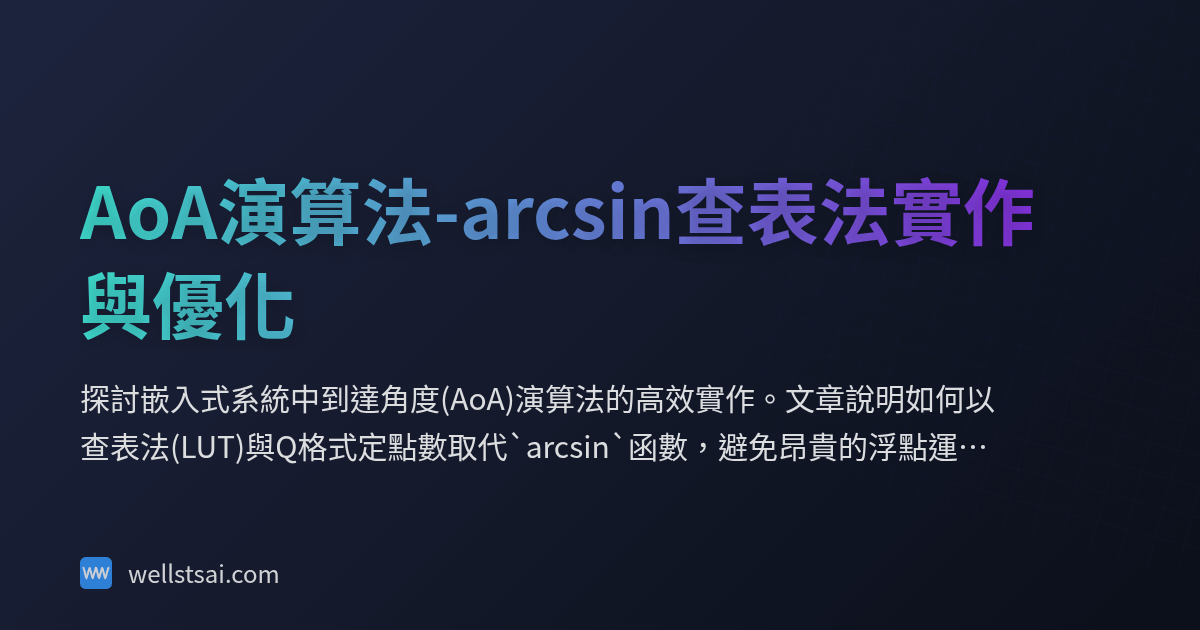 AoA演算法-arcsin查表法實作
與優化
探討嵌入式系統中到達角度(AoA)演算法的高效實作。文章說明如何以
查表法(LUT)與Q格式定點數取代`arcsin`函數，避免昂貴的浮點運…
wellstsai.com